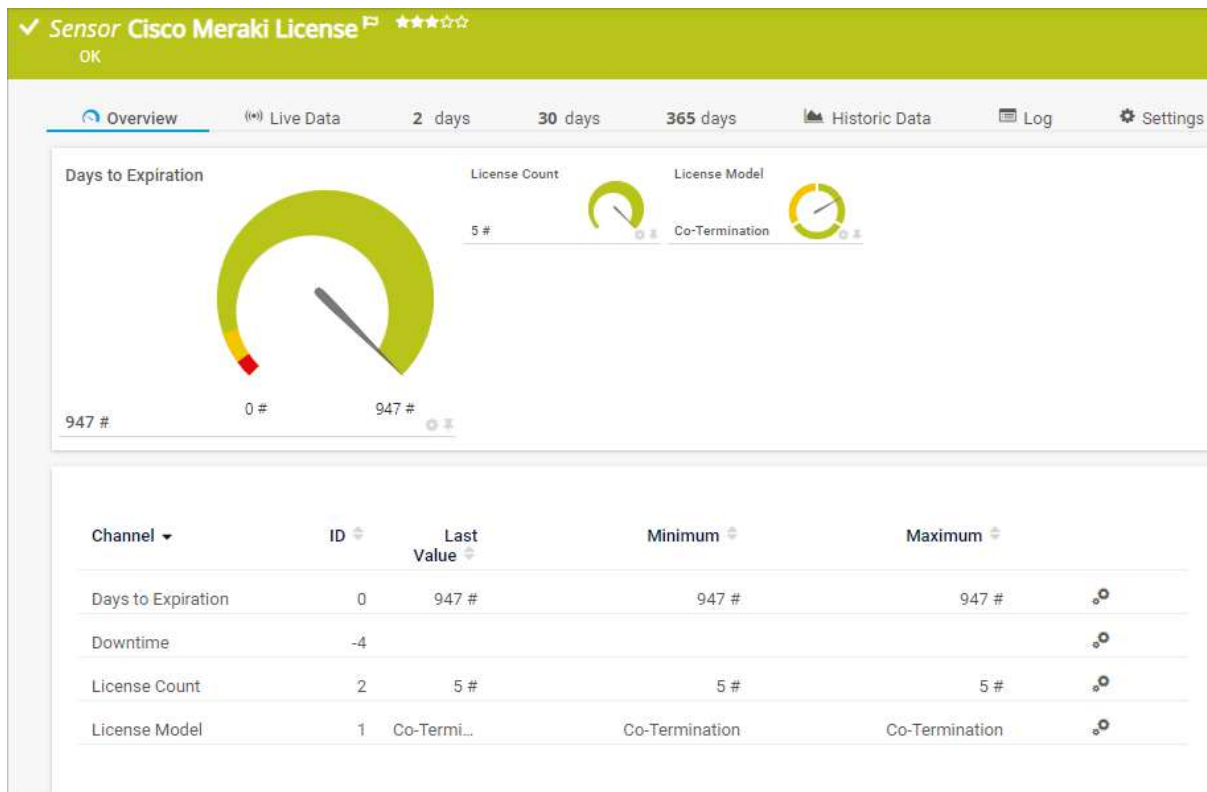 Sensor Cisco Meraki License
OK
Overview Live Data 2 days 30 days 365 days Historic Data Log Settings
Days to Expiration
0 #
947 #
947 #
License Count
5 #
License Model
Co-Termination
Channel ID Last Value Minimum Maximum
Days to Expiration 0 947 # 947 # 947 #
Downtime -4
License Count 2 5 # 5 # 5 #
License Model 1 Co-Termi... Co-Termination Co-Termination